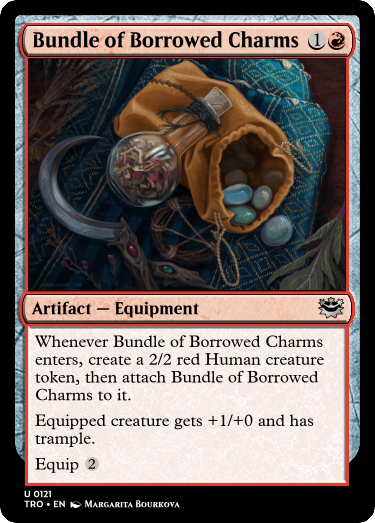 Bundle of Borrowed Charms 1
Artifact — Equipment
Whenever Bundle of Borrowed Charms
enters, create a 2/2 red Human creature
token, then attach Bundle of Borrowed
Charms to it.
Equipped creature gets +1/+0 and has
trample.
Equip 2
U 0121
TRO • EN Margarita Bourkova